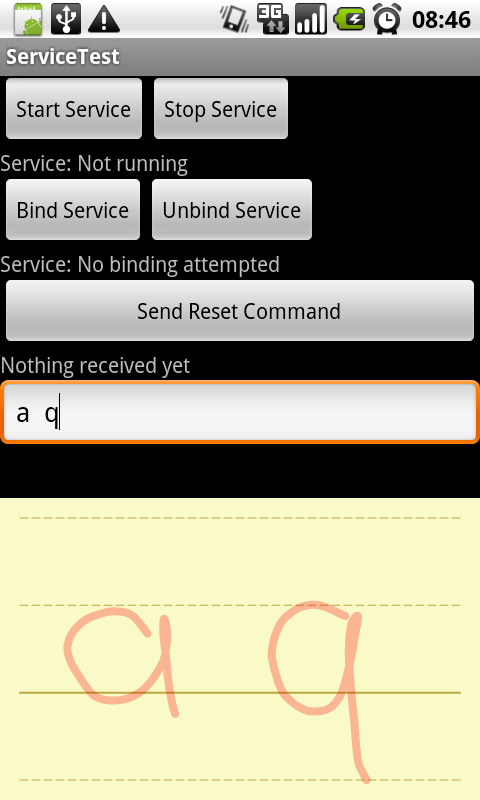 3G 08:46
ServiceTest
Start Service Stop Service
Service: Not running
Bind Service Unbind Service
Service: No binding attempted
Send Reset Command
Nothing received yet
a q
a q